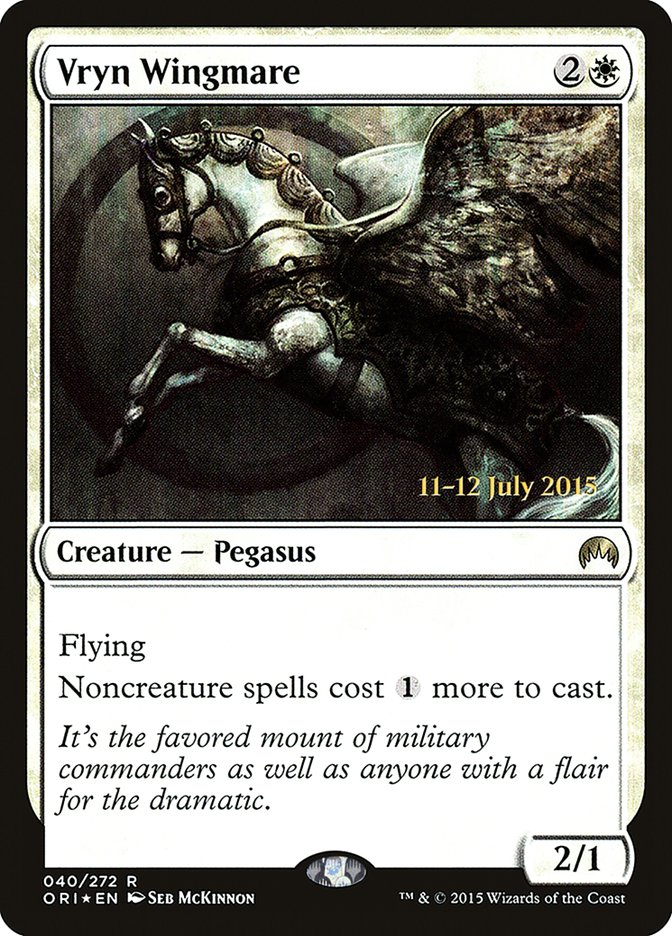 Vryn Wingmare 2
11–12 July 2015
Creature — Pegasus
Flying
Noncreature spells cost 1 more to cast.
It's the favored mount of military
commanders as well as anyone with a flair
for the dramatic.
2/1
040/272 R
ORI★EN Seb McKinnon
™ & © 2015 Wizards of the Coast